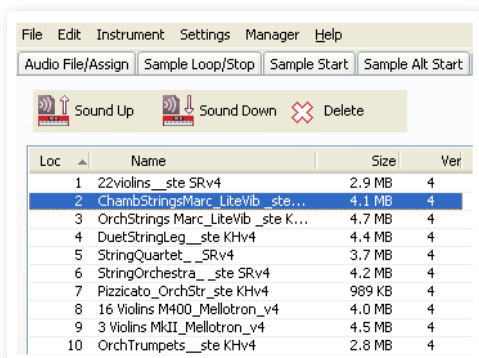 File Edit Instrument Settings Manager Help
Audio File/Assign Sample Loop/Stop Sample Start Sample Alt Start
Sound Up Sound Down Delete
Loc Name Size Ver
1 22violins__ste SRv4 2.9 MB 4
2 ChambStringsMarc_LiteVib _ste... 4.1 MB 4
3 OrchStrings Marc_LiteVib _ste K... 4.7 MB 4
4 DuetStringLeg__ste KHv4 4.4 MB 4
5 StringQuartet_ _SRv4 3.7 MB 4
6 StringOrchestra_ _ste SRv4 4.2 MB 4
7 Pizzicato_OrchStr_ste KHv4 989 KB 4
8 16 Violins M400_Mellotron_v4 4.0 MB 4
9 3 Violins MkII_Mellotron_v4 4.5 MB 4
10 OrchTrumpets__ste KHv4 2.8 MB 4